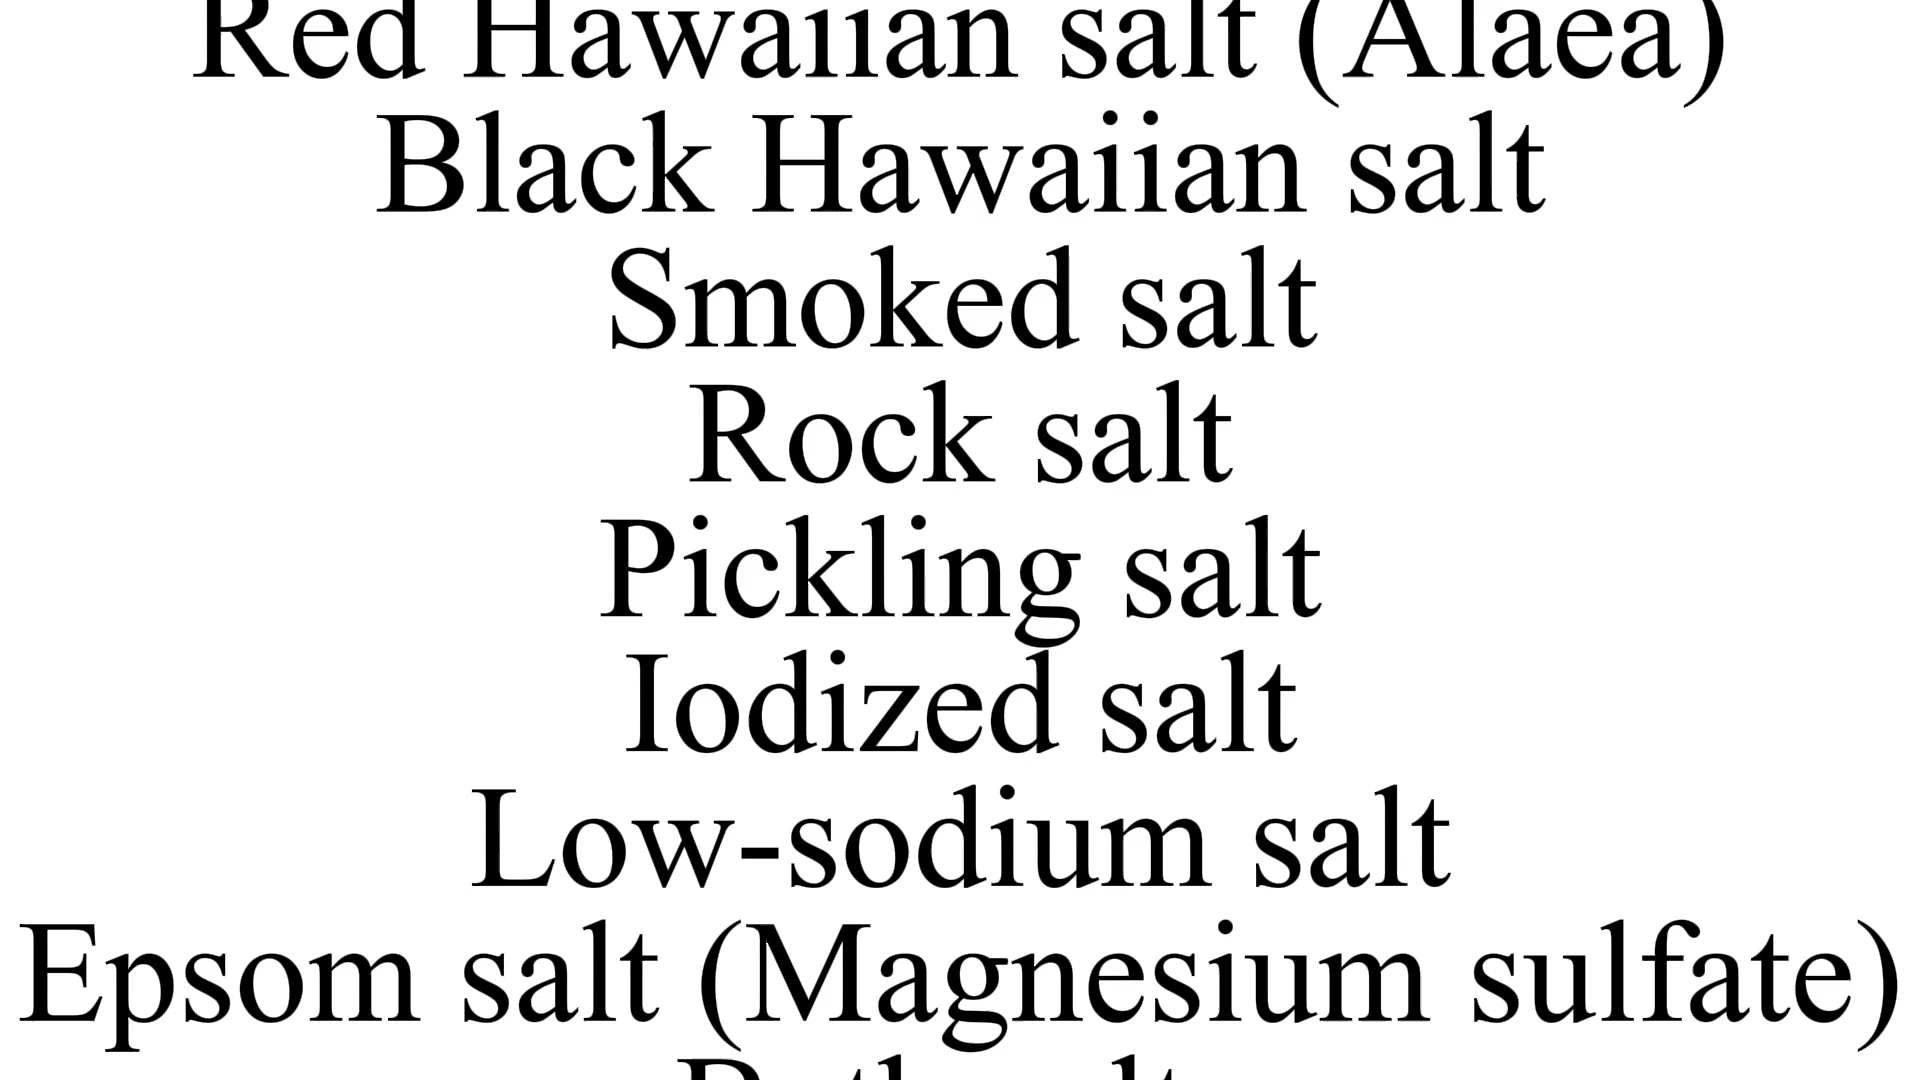 Red Hawaiian salt (Alaea)
Black Hawaiian salt
Smoked salt
Rock salt
Pickling salt
Iodized salt
Low-sodium salt
Epsom salt (Magnesium sulfate)